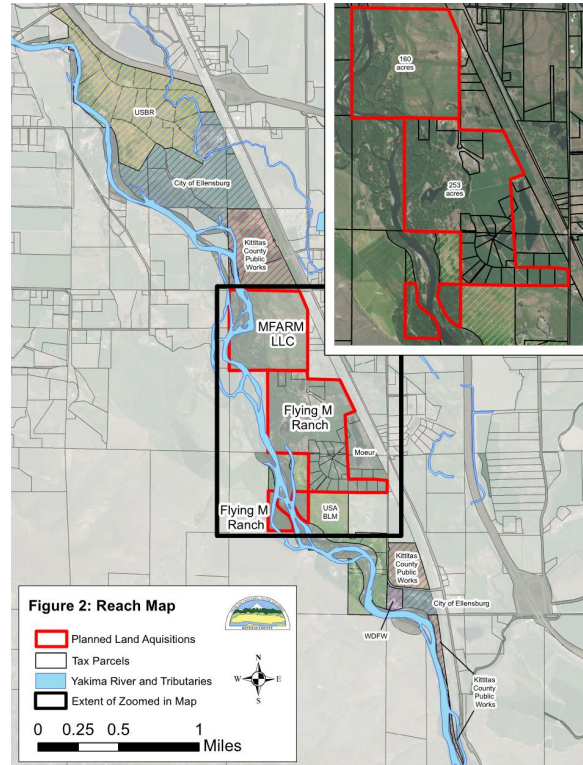 160
acres
253
acres
USBR
City of Ellensburg
Kittitas
County
Public
Works
MFARM
LLC
Flying M
Ranch
Moeur
Flying M
Ranch
USA
BLM
Kittitas
County
Public
Works
City of Ellensburg
WDFW
Kittitas
County
Public
Works
Figure 2: Reach Map
KITTITAS COUNTY
Planned Land Aquisitions
Tax Parcels
Yakima River and Tributaries
Extent of Zoomed in Map
N
W
E
S
0 0.25 0.5 1
Miles